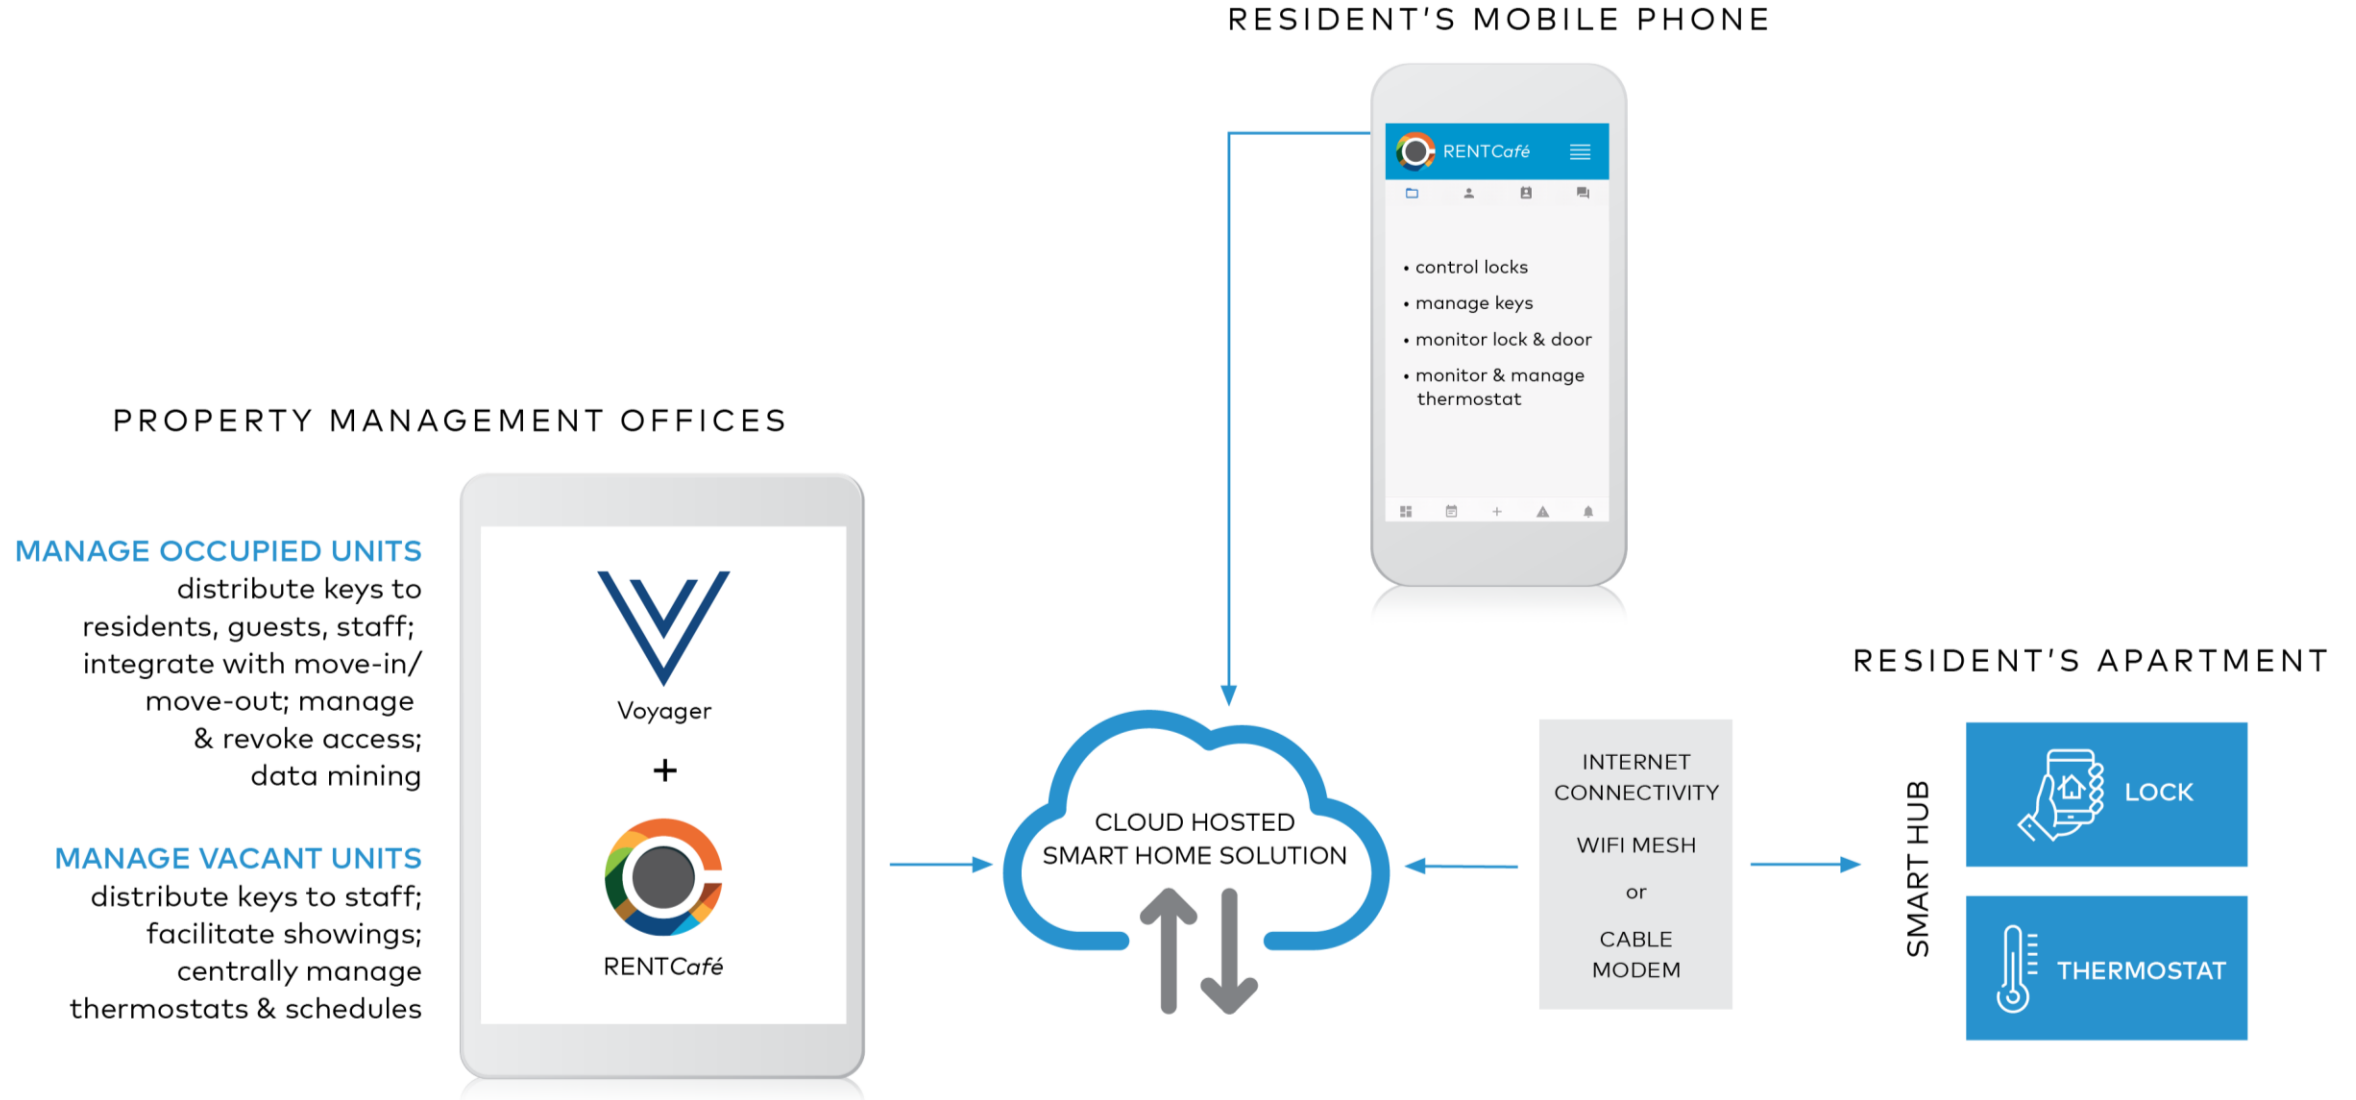 RESIDENT'S MOBILE PHONE
RENTCafé
• control locks
• manage keys
• monitor lock & door
• monitor & manage
thermostat
PROPERTY MANAGEMENT OFFICES
MANAGE OCCUPIED UNITS
distribute keys to
residents, guests, staff;
integrate with move-in/
move-out; manage
& revoke access;
data mining
MANAGE VACANT UNITS
distribute keys to staff;
facilitate showings;
centrally manage
thermostats & schedules
Voyager
+
RENTCafé
CLOUD HOSTED
SMART HOME SOLUTION
INTERNET
CONNECTIVITY
WIFI MESH
or
CABLE
MODEM
RESIDENT'S APARTMENT
SMART HUB
LOCK
THERMOSTAT